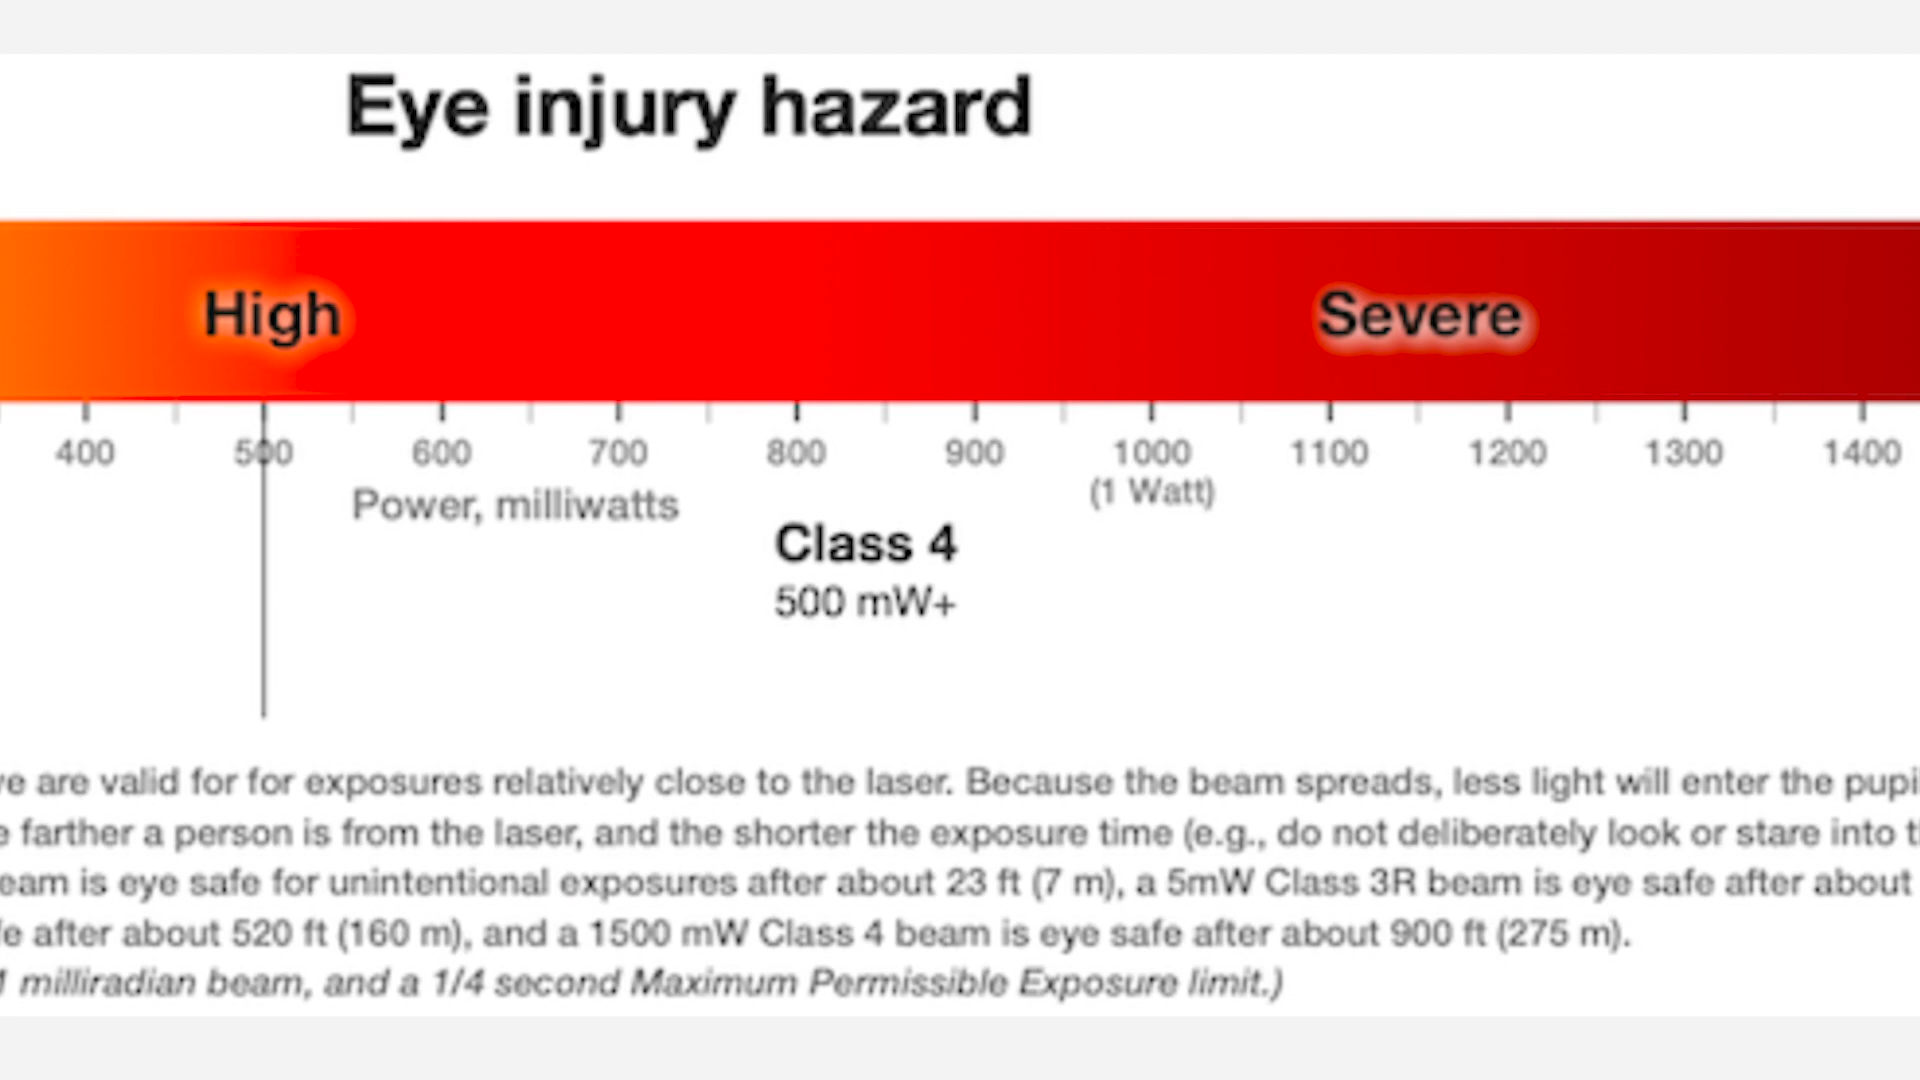 Eye injury hazard
High Severe
400 500 600 700 800 900 1000 1100 1200 1300 1400
Power, milliwatts (1 Watt)
Class 4
500 mW+
ve are valid for for exposures relatively close to the laser. Because the beam spreads, less light will enter the pupi
e farther a person is from the laser, and the shorter the exposure time (e.g., do not deliberately look or stare into t
eam is eye safe for unintentional exposures after about 23 ft (7 m), a 5mW Class 3R beam is eye safe after about
fe after about 520 ft (160 m), and a 1500 mW Class 4 beam is eye safe after about 900 ft (275 m).
1 milliradian beam, and a 1/4 second Maximum Permissible Exposure limit.)